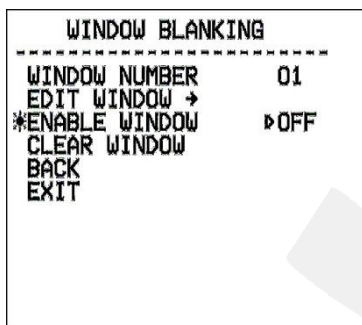 WINDOW BLANKING
WINDOW NUMBER 01
EDIT WINDOW →
✳ENABLE WINDOW ▷OFF
CLEAR WINDOW
BACK
EXIT